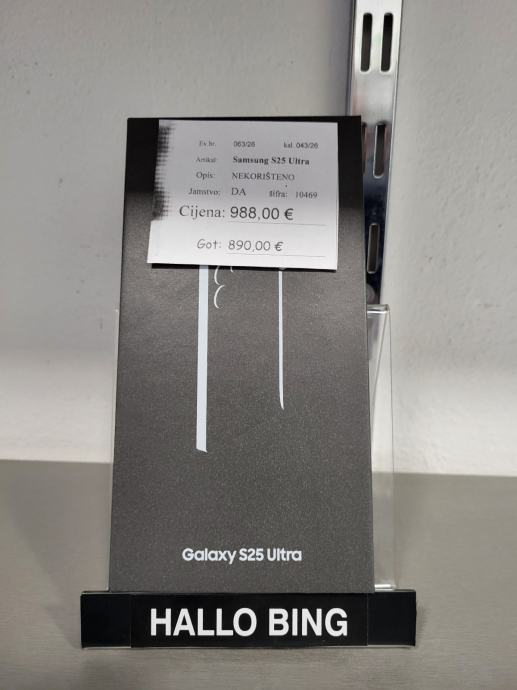 Ev.br. 063/26 kal. 043/26
Artikal: Samsung S25 Ultra
Opis: NEKORIŠTENO
Jamstvo: DA šifra: 10469
Cijena: 988,00 €
Got: 890,00 €
Galaxy S25 Ultra
HALLO BING